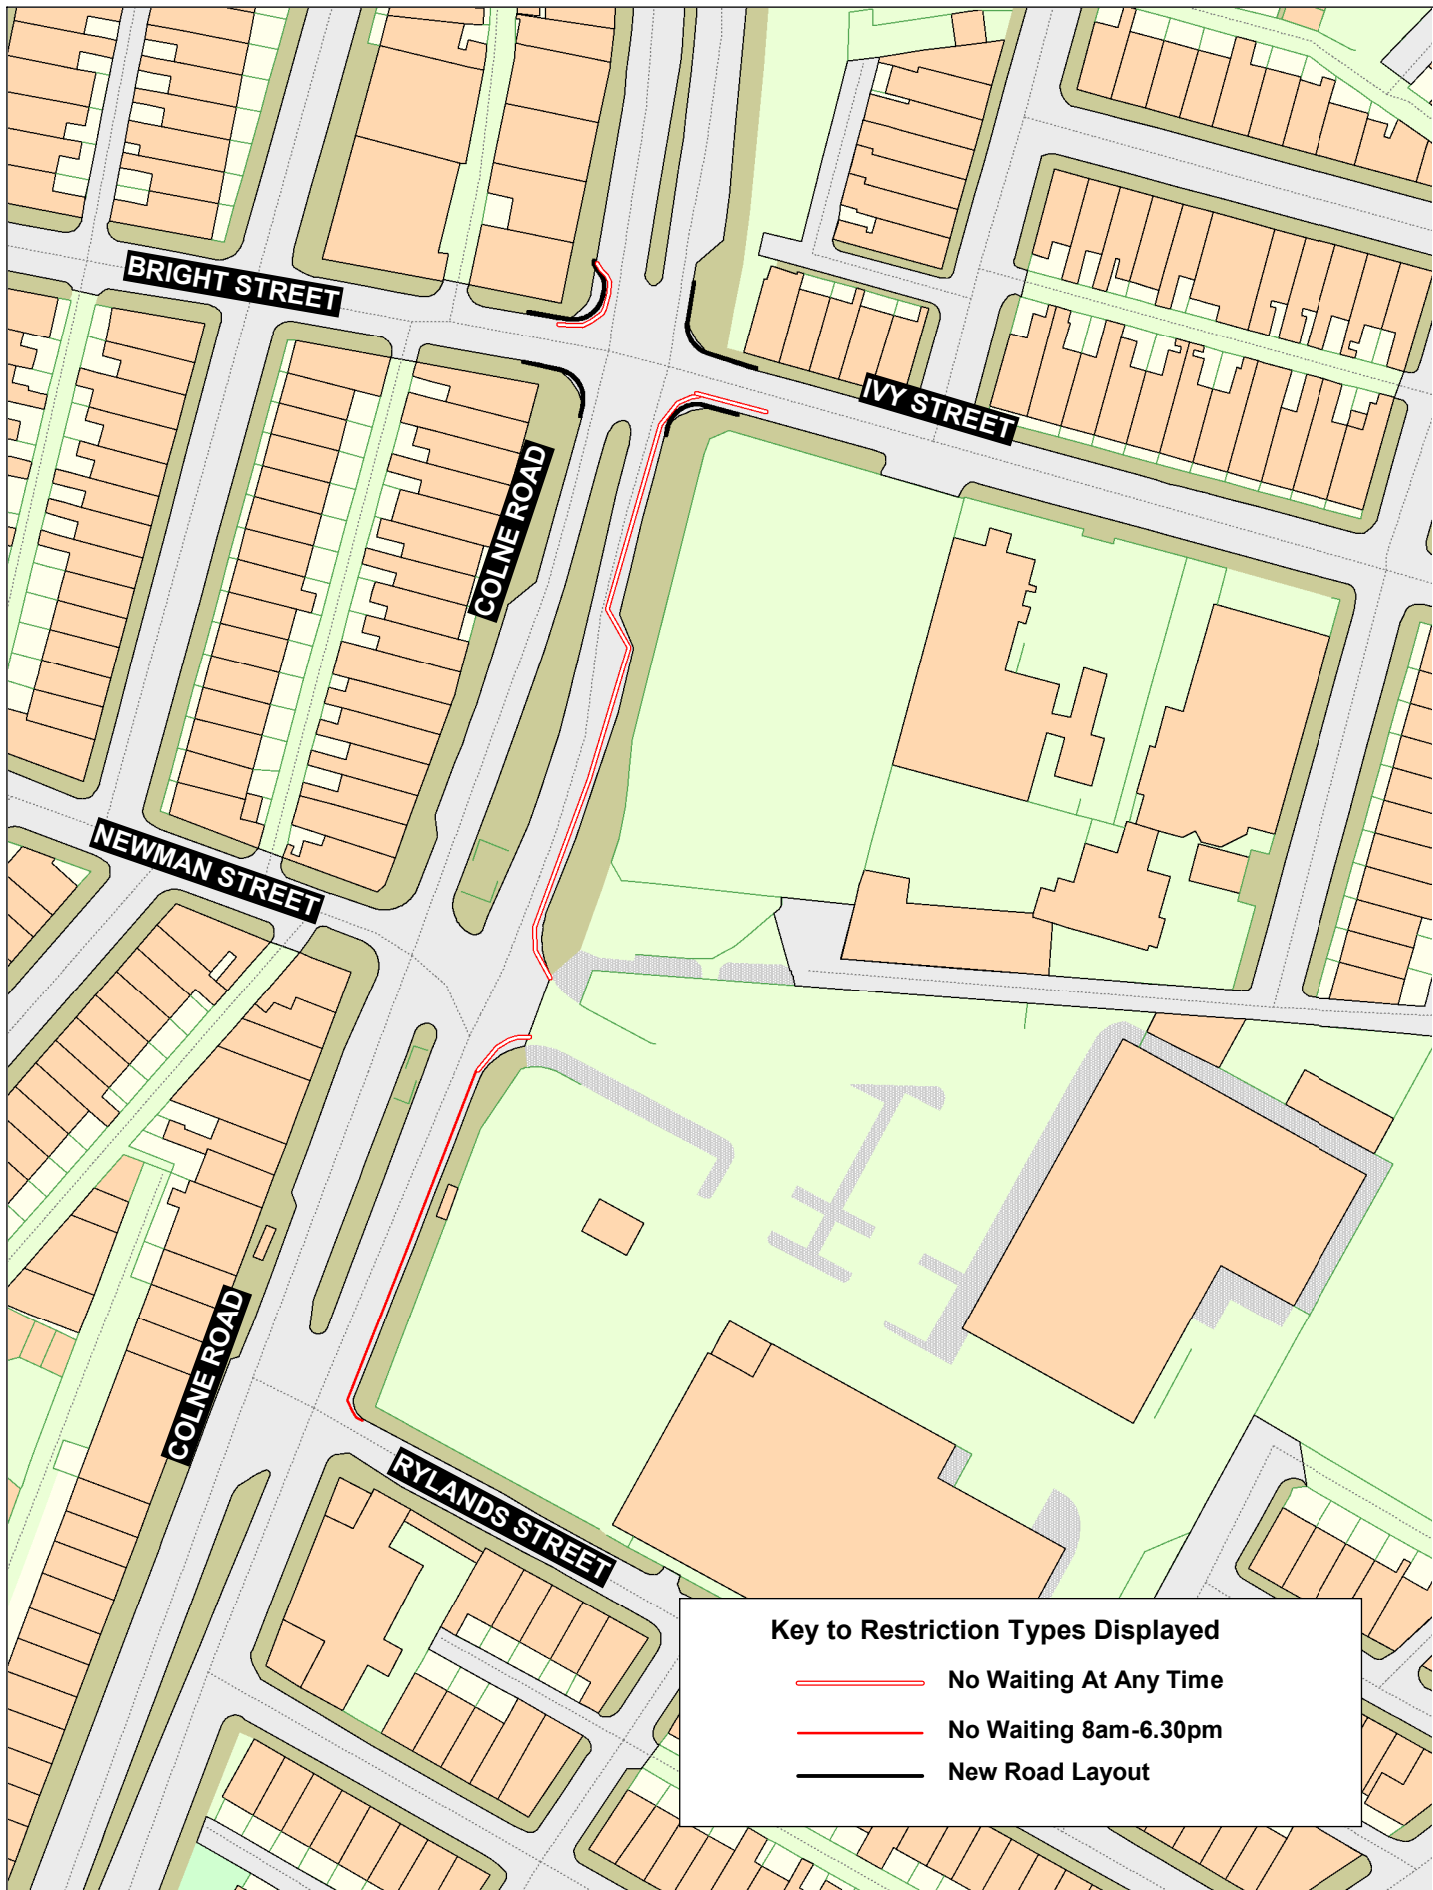 BRIGHT STREET
IVY STREET
COLNE ROAD
NEWMAN STREET
COLNE ROAD
RYLANDS STREET
Key to Restriction Types Displayed
No Waiting At Any Time
No Waiting 8am-6.30pm
New Road Layout